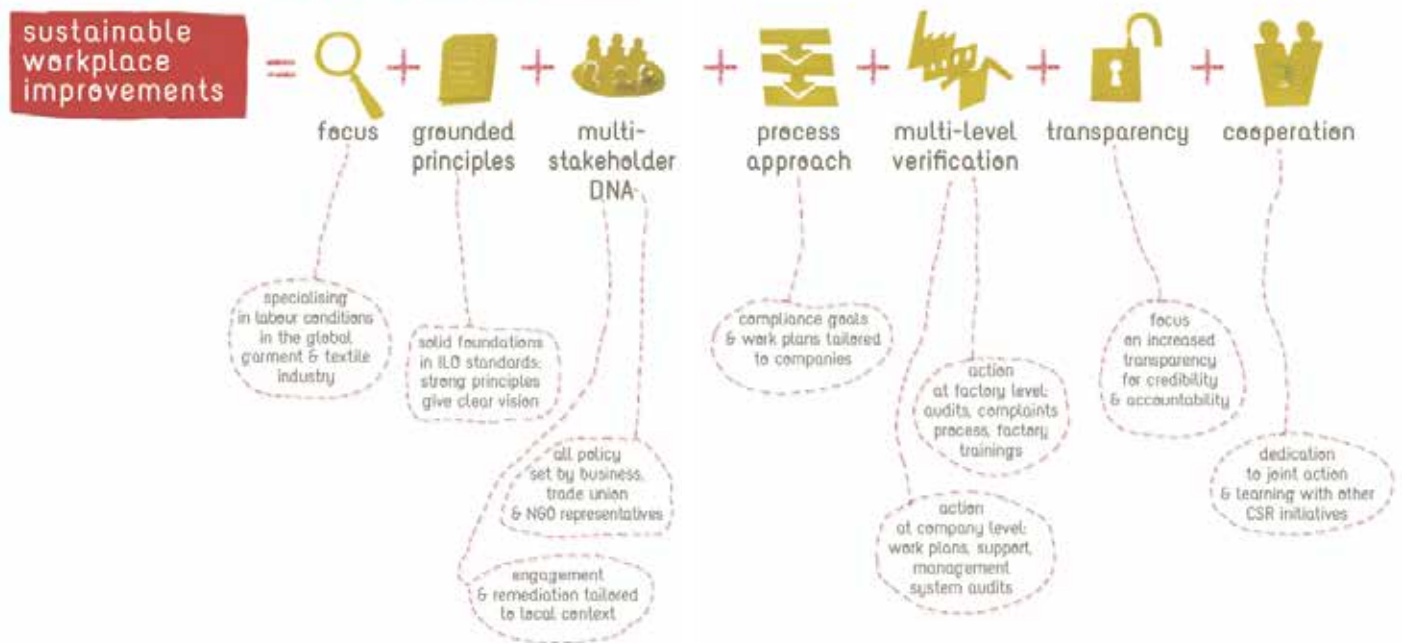 sustainable
workplace
improvements
= + + + + + +
focus
grounded
principles
multi-
stakeholder
DNA
process
approach
multi-level
verification
transparency
cooperation
specialising
in labour conditions
in the global
garment & textile
industry
solid foundations
in ILO standards;
strong principles
give clear vision
all policy
set by business,
trade union
& NGO representatives
engagement
& remediation tailored
to local context
compliance goals
& work plans tailored
to companies
action
at factory level:
audits, complaints
process, factory
trainings
action
at company level:
work plans, support,
management
system audits
focus
on increased
transparency
for credibility
& accountability
dedication
to joint action
& learning with other
CSR initiatives